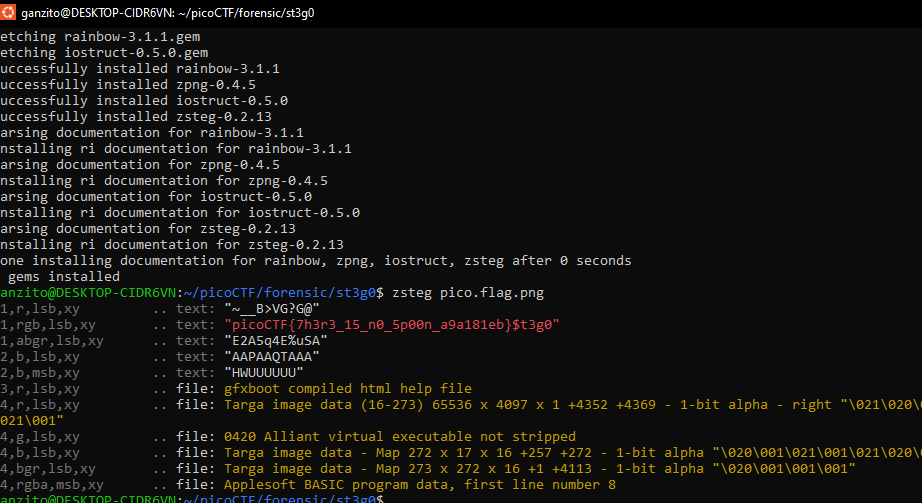 ganzito@DESKTOP-CIDR6VN: ~/picoCTF/forensic/st3g0
etching rainbow-3.1.1.gem
etching iostruct-0.5.0.gem
uccessfully installed rainbow-3.1.1
uccessfully installed zpng-0.4.5
uccessfully installed iostruct-0.5.0
uccessfully installed zsteg-0.2.13
arsing documentation for rainbow-3.1.1
nstalling ri documentation for rainbow-3.1.1
arsing documentation for zpng-0.4.5
nstalling ri documentation for zpng-0.4.5
arsing documentation for iostruct-0.5.0
nstalling ri documentation for iostruct-0.5.0
arsing documentation for zsteg-0.2.13
nstalling ri documentation for zsteg-0.2.13
one installing documentation for rainbow, zpng, iostruct, zsteg after 0 seconds
gems installed
anzito@DESKTOP-CIDR6VN:~/picoCTF/forensic/st3g0$ zsteg pico.flag.png
1,r,lsb,xy .. text: "~__B>VG?G@"
1,rgb,lsb,xy .. text: "picoCTF{7h3r3_15_n0_5p00n_a9a181eb}$t3g0"
1,abgr,lsb,xy .. text: "E2A5q4E%uSA"
2,b,lsb,xy .. text: "AAPAAQTAAA"
2,b,msb,xy .. text: "HWUUUUUU"
3,r,lsb,xy .. file: gfxboot compiled html help file
4,r,lsb,xy .. file: Targa image data (16-273) 65536 x 4097 x 1 +4352 +4369 - 1-bit alpha - right "\021\020\
021\001"
4,g,lsb,xy .. file: 0420 Alliant virtual executable not stripped
4,b,lsb,xy .. file: Targa image data - Map 272 x 17 x 16 +257 +272 - 1-bit alpha "\020\001\021\001\021\020\
4,bgr,lsb,xy .. file: Targa image data - Map 273 x 272 x 16 +1 +4113 - 1-bit alpha "\020\001\001\001"
4,rgba,msb,xy .. file: Applesoft BASIC program data, first line number 8
anzito@DESKTOP-CIDR6VN:~/picoCTF/forensic/st3g0$